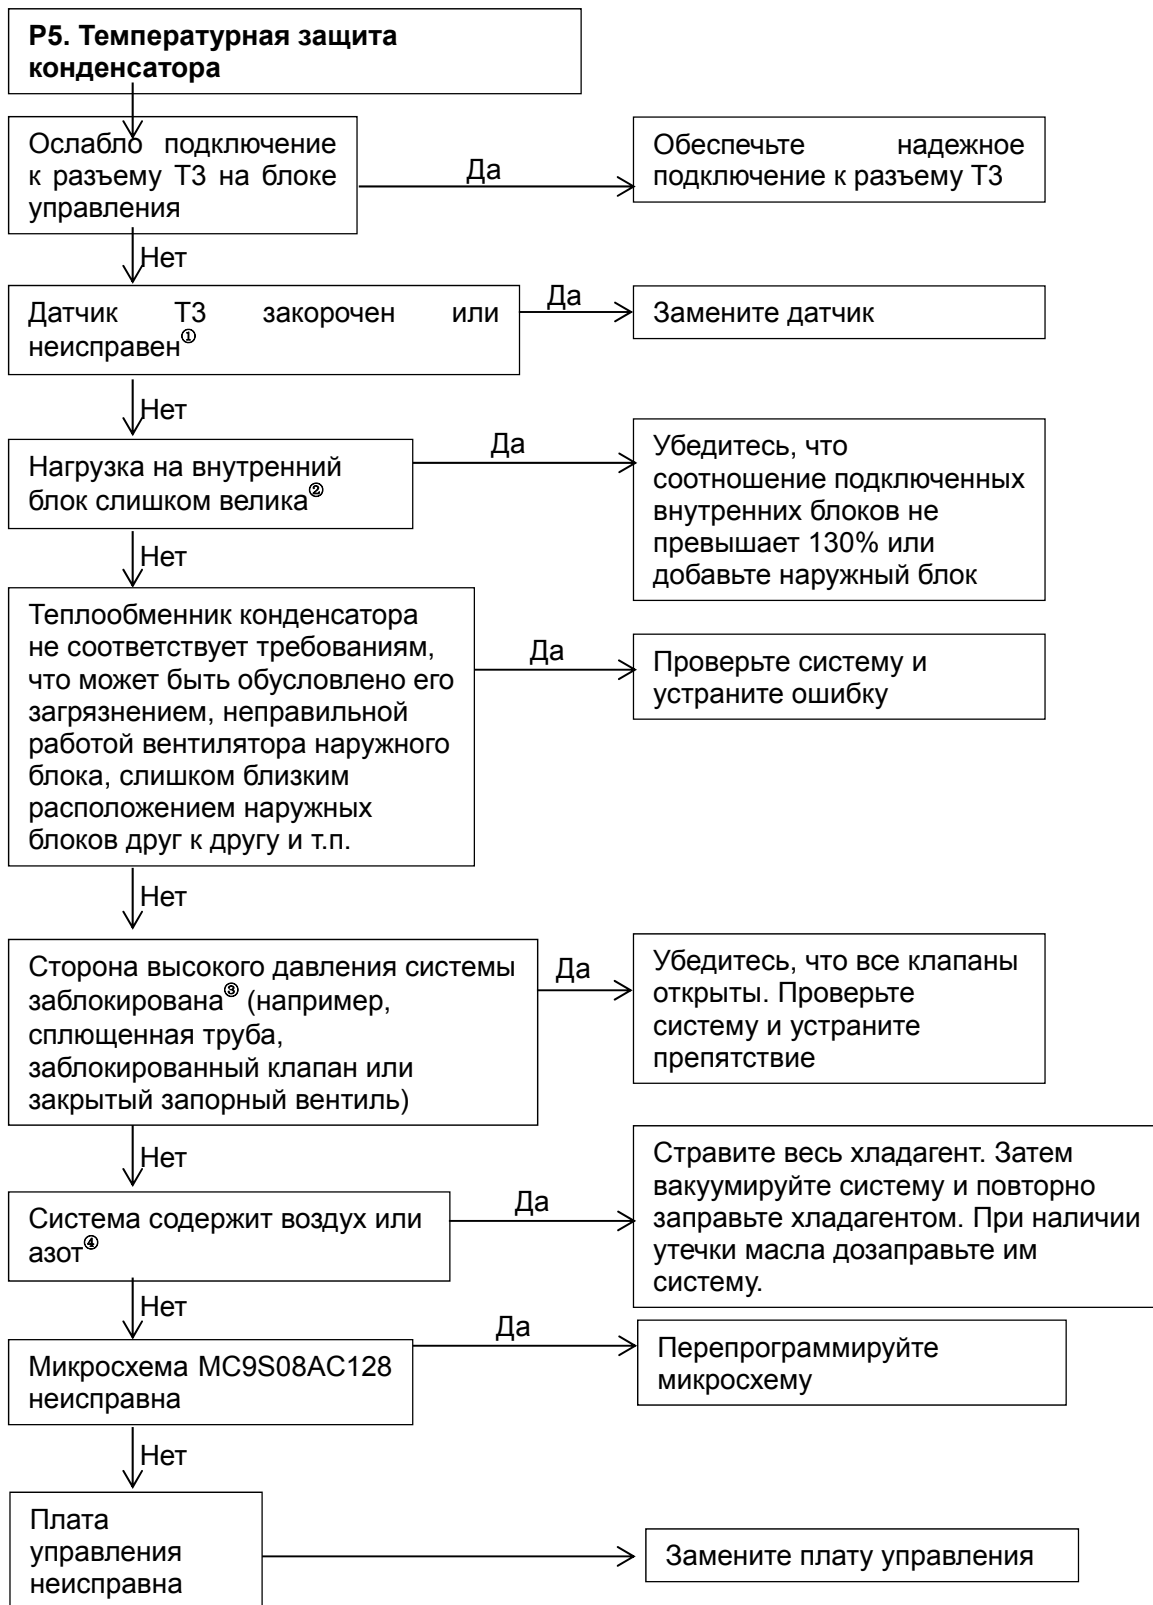 P5. Температурная защита
конденсатора
Ослабло подключение
к разъему Т3 на блоке
управления
Да
Обеспечьте надежное
подключение к разъему Т3
Нет
Датчик Т3 закорочен или
неисправен①
Да
Замените датчик
Нет
Нагрузка на внутренний
блок слишком велика②
Да
Убедитесь, что
соотношение подключенных
внутренних блоков не
превышает 130% или
добавьте наружный блок
Нет
Теплообменник конденсатора
не соответствует требованиям,
что может быть обусловлено его
загрязнением, неправильной
работой вентилятора наружного
блока, слишком близким
расположением наружных
блоков друг к другу и т.п.
Да
Проверьте систему и
устраните ошибку
Нет
Сторона высокого давления системы
заблокирована③ (например,
сплющенная труба,
заблокированный клапан или
закрытый запорный вентиль)
Да
Убедитесь, что все клапаны
открыты. Проверьте
систему и устраните
препятствие
Нет
Система содержит воздух или
азот④
Да
Стравите весь хладагент. Затем
вакуумируйте систему и повторно
заправьте хладагентом. При наличии
утечки масла дозаправьте им
систему.
Нет
Микросхема MC9S08AC128
неисправна
Да
Перепрограммируйте
микросхему
Нет
Плата
управления
неисправна
Замените плату управления